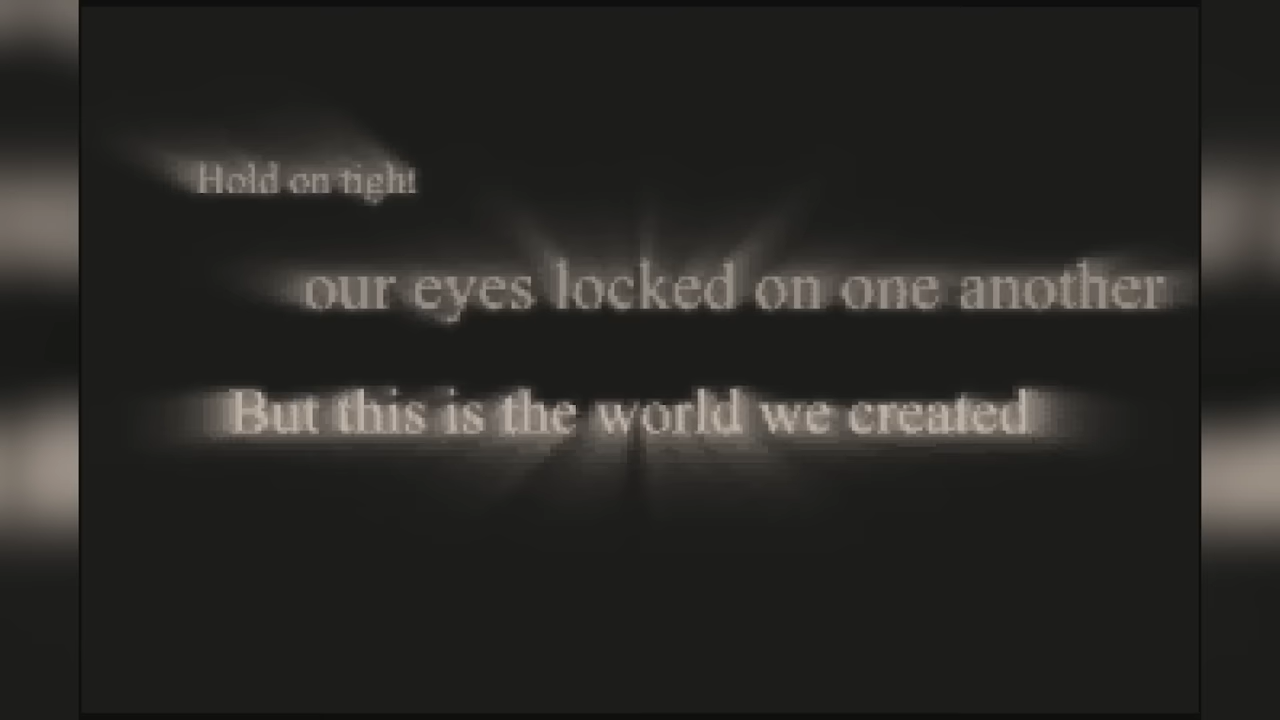 Hold on tight
our eyes locked on one another
But this is the world we created